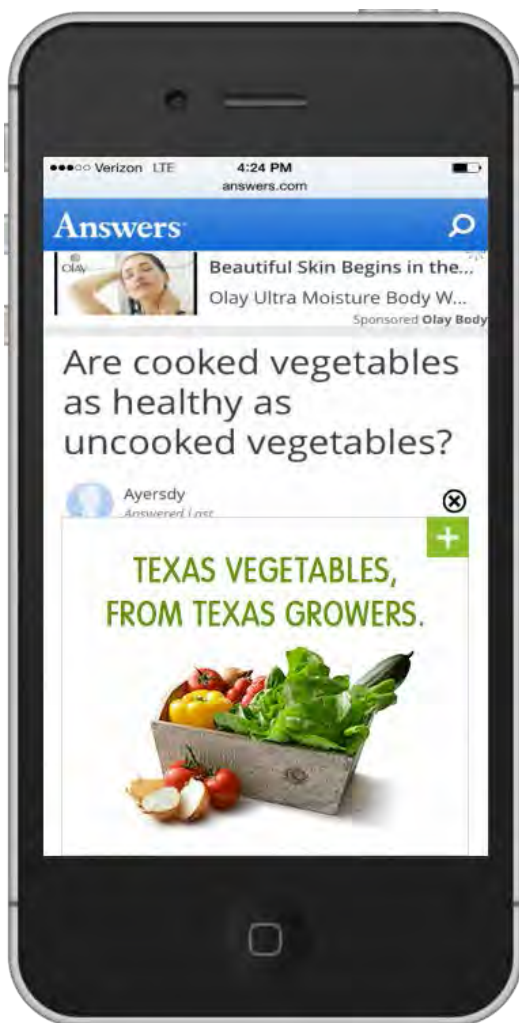 Verizon LTE 4:24 PM
answers.com
Answers
OLAY
Beautiful Skin Begins in the...
Olay Ultra Moisture Body W...
Sponsored Olay Body
Are cooked vegetables
as healthy as
uncooked vegetables?
Ayersdy
Answered Last
TEXAS VEGETABLES,
FROM TEXAS GROWERS.